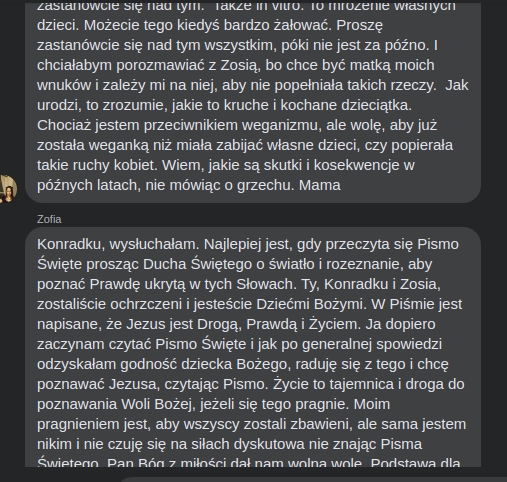 zastanówcie się nad tym. Także in vitro. To mrożenie własnych
dzieci. Możecie tego kiedyś bardzo żałować. Proszę
zastanówcie się nad tym wszystkim, póki nie jest za późno. I
chciałabym porozmawiać z Zosią, bo chce być matką moich
wnuków i zależy mi na niej, aby nie popełniała takich rzeczy. Jak
urodzi, to zrozumie, jakie to kruche i kochane dzieciątka.
Chociaż jestem przeciwnikiem weganizmu, ale wolę, aby już
została weganką niż miała zabijać własne dzieci, czy popierała
takie ruchy kobiet. Wiem, jakie są skutki i kosekwencje w
późnych latach, nie mówiąc o grzechu. Mama
Zofia
Konradku, wysłuchałam. Najlepiej jest, gdy przeczyta się Pismo
Święte prosząc Ducha Świętego o światło i rozeznanie, aby
poznać Prawdę ukrytą w tych Słowach. Ty, Konradku i Zosia,
zostaliście ochrzczeni i jesteście Dziećmi Bożymi. W Piśmie jest
napisane, że Jezus jest Drogą, Prawdą i Życiem. Ja dopiero
zaczynam czytać Pismo Święte i jak po generalnej spowiedzi
odzyskałam godność dziecka Bożego, raduję się z tego i chcę
poznawać Jezusa, czytając Pismo. Życie to tajemnica i droga do
poznawania Woli Bożej, jeżeli się tego pragnie. Moim
pragnieniem jest, aby wszyscy zostali zbawieni, ale sama jestem
nikim i nie czuję się na siłach dyskutowa nie znając Pisma
Świętego. Pan Bóg z miłości dał nam wolną wolę. Podstawą dla